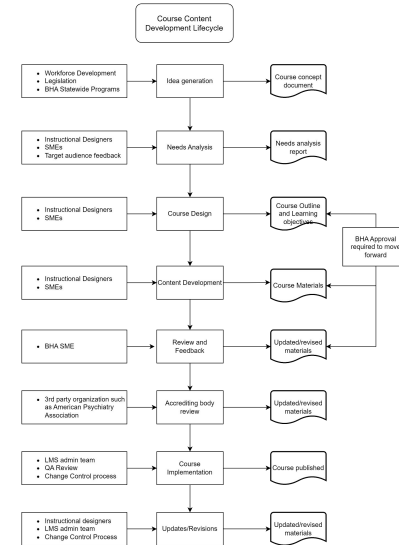 Course Content
Development Lifecycle
• Workforce Development
• Legislation
• BHA Statewide Programs
Idea generation
Course concept
document
• Instructional Designers
• SMEs
• Target audience feedback
Needs Analysis
Needs analysis
report
• Instructional Designers
• SMEs
Course Design
Course Outline
and Learning
objectives
BHA Approval
required to move
forward
• Instructional Designers
• SMEs
Content Development
Course Materials
• BHA SME
Review and
Feedback
Updated/revised
materials
• 3rd party organization such
as American Psychiatry
Association
Accrediting body
review
Updated/revised
materials
• LMS admin team
• QA Review
• Change Control process
Course
Implementation
Course published
• Instructional designers
• LMS admin team
• Change Control Process
Updates/Revisions
Updated/revised
materials